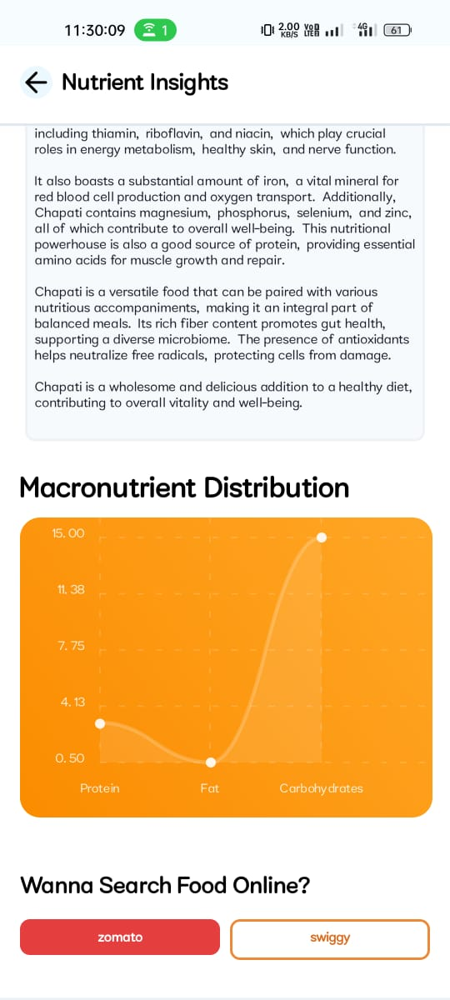 11:30:09 1 2.00 KB/S Vo LTE 4G 61
Nutrient Insights
including thiamin, riboflavin, and niacin, which play crucial
roles in energy metabolism, healthy skin, and nerve function.
It also boasts a substantial amount of iron, a vital mineral for
red blood cell production and oxygen transport. Additionally,
Chapati contains magnesium, phosphorus, selenium, and zinc,
all of which contribute to overall well-being. This nutritional
powerhouse is also a good source of protein, providing essential
amino acids for muscle growth and repair.
Chapati is a versatile food that can be paired with various
nutritious accompaniments, making it an integral part of
balanced meals. Its rich fiber content promotes gut health,
supporting a diverse microbiome. The presence of antioxidants
helps neutralize free radicals, protecting cells from damage.
Chapati is a wholesome and delicious addition to a healthy diet,
contributing to overall vitality and well-being.
Macronutrient Distribution
15.00
11.38
7.75
4.13
0.50
Protein Fat Carbohydrates
Wanna Search Food Online?
zomato swiggy